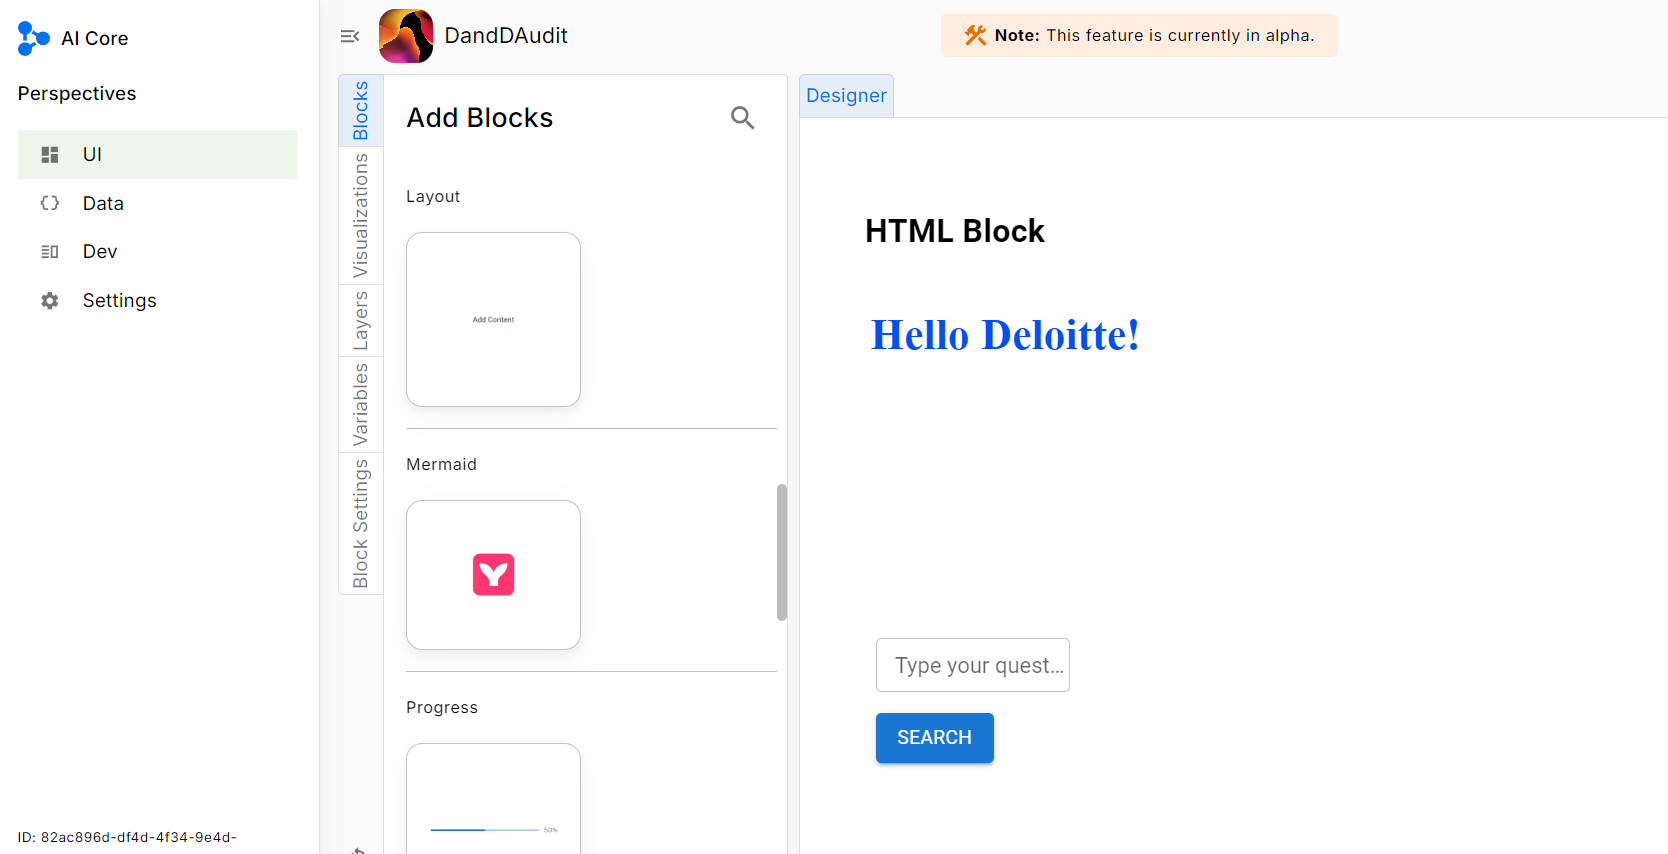 AI Core
Perspectives
UI
Data
Dev
Settings
ID: 82ac896d-df4d-4f34-9e4d-
DandDAudit
Note: This feature is currently in alpha.
Blocks
Visualizations
Layers
Variables
Block Settings
Add Blocks
Layout
Add Content
Mermaid
Progress
50%
Designer
HTML Block
Hello Deloitte!
Type your quest...
SEARCH